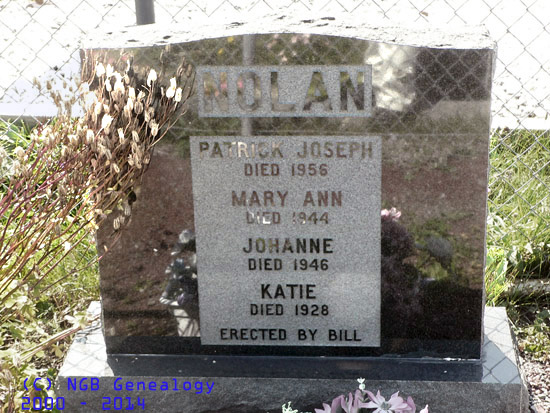 NOLAN
PATRICK JOSEPH
DIED 1956
MARY ANN
DIED 1944
JOHANNE
DIED 1946
KATIE
DIED 1928
ERECTED BY BILL
(C) NGB Genealogy
2000 - 2014